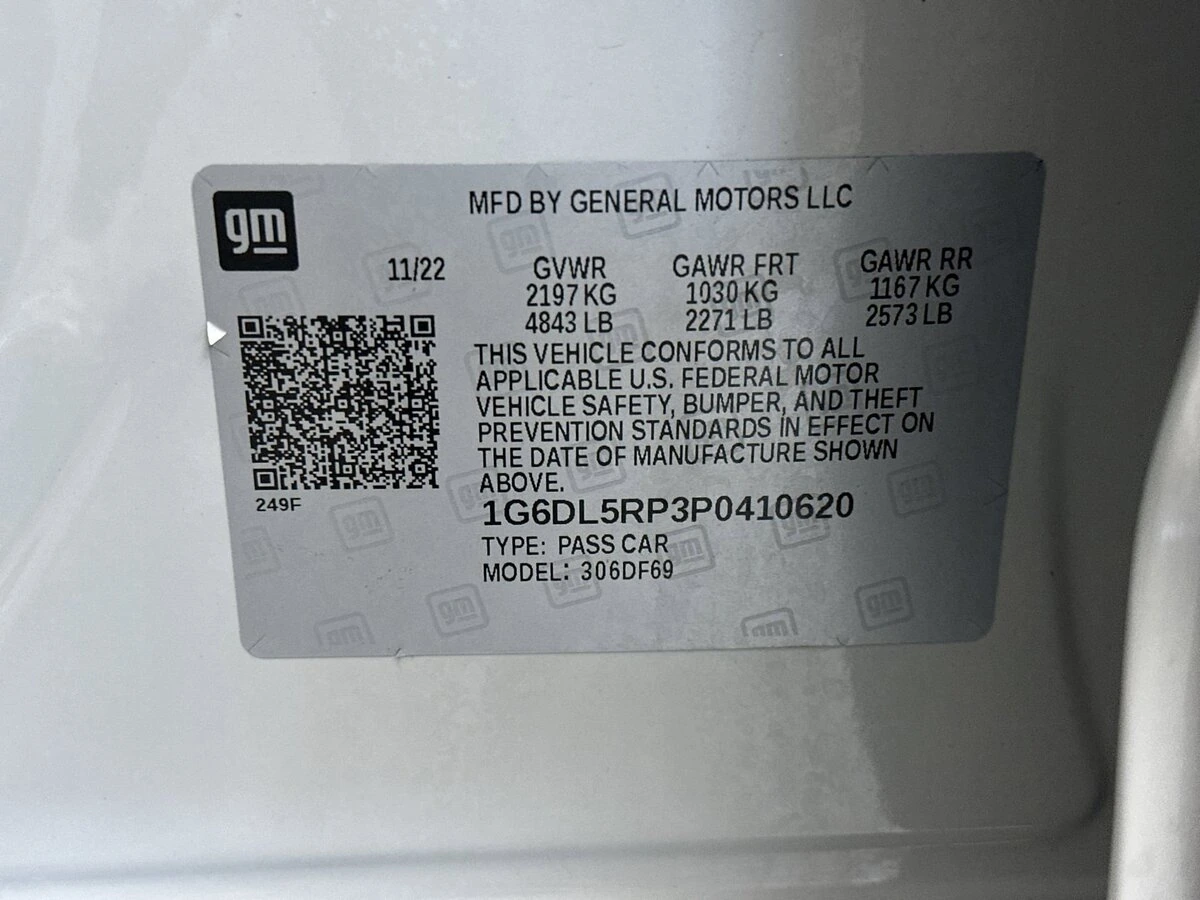 gm
MFD BY GENERAL MOTORS LLC
11/22 GVWR GAWR FRT GAWR RR
2197 KG 1030 KG 1167 KG
4843 LB 2271 LB 2573 LB
THIS VEHICLE CONFORMS TO ALL
APPLICABLE U.S. FEDERAL MOTOR
VEHICLE SAFETY, BUMPER, AND THEFT
PREVENTION STANDARDS IN EFFECT ON
THE DATE OF MANUFACTURE SHOWN
ABOVE.
249F
1G6DL5RP3P0410620
TYPE: PASS CAR
MODEL: 306DF69